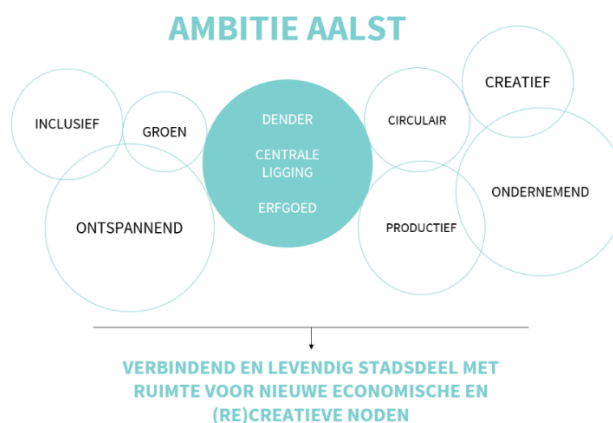 AMBITIE AALST
INCLUSIEF
GROEN
ONTSPANNEND
DENDER
CENTRALE
LIGGING
ERFGOED
CIRCULAIR
CREATIEF
PRODUCTIEF
ONDERNEMEND
VERBINDEND EN LEVENDIG STADSDEEL MET
RUIMTE VOOR NIEUWE ECONOMISCHE EN
(RE)CREATIEVE NODEN